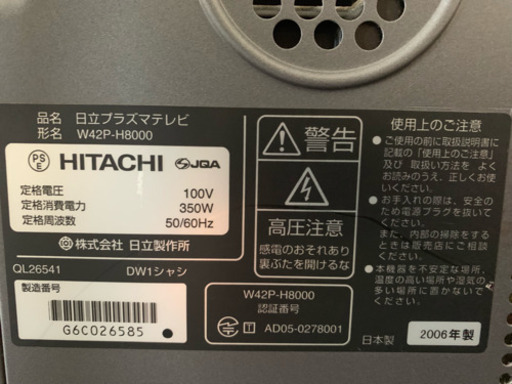 品名 日立プラズマテレビ
形名 W42P-H8000
PS
E
HITACHI
JQA
定格電圧 100V
定格消費電力 350W
定格周波数 50/60Hz
株式会社 日立製作所
QL26541 DW1シャシ
製造番号
G6C026585
警告
高圧注意
感電のおそれあり
裏ぶたを開けるな
W42P-H8000
認証番号
T AD05-0278001
使用上のご注意
●ご使用の前に取扱説明書に
記載の「使用上のご注意」
及び 取扱い方法を よく
お読みのうえ、正しくお使
いください。
●お手入れの際は、安全の
ため電源プラグを抜いて
ください。
また、内部の掃除をする
ときは販売店にご相談
ください。
●本機器を不安定な場所、
温度の高い場所や湿気の
多い場所に置かないで
ください。
日本製 2006年製